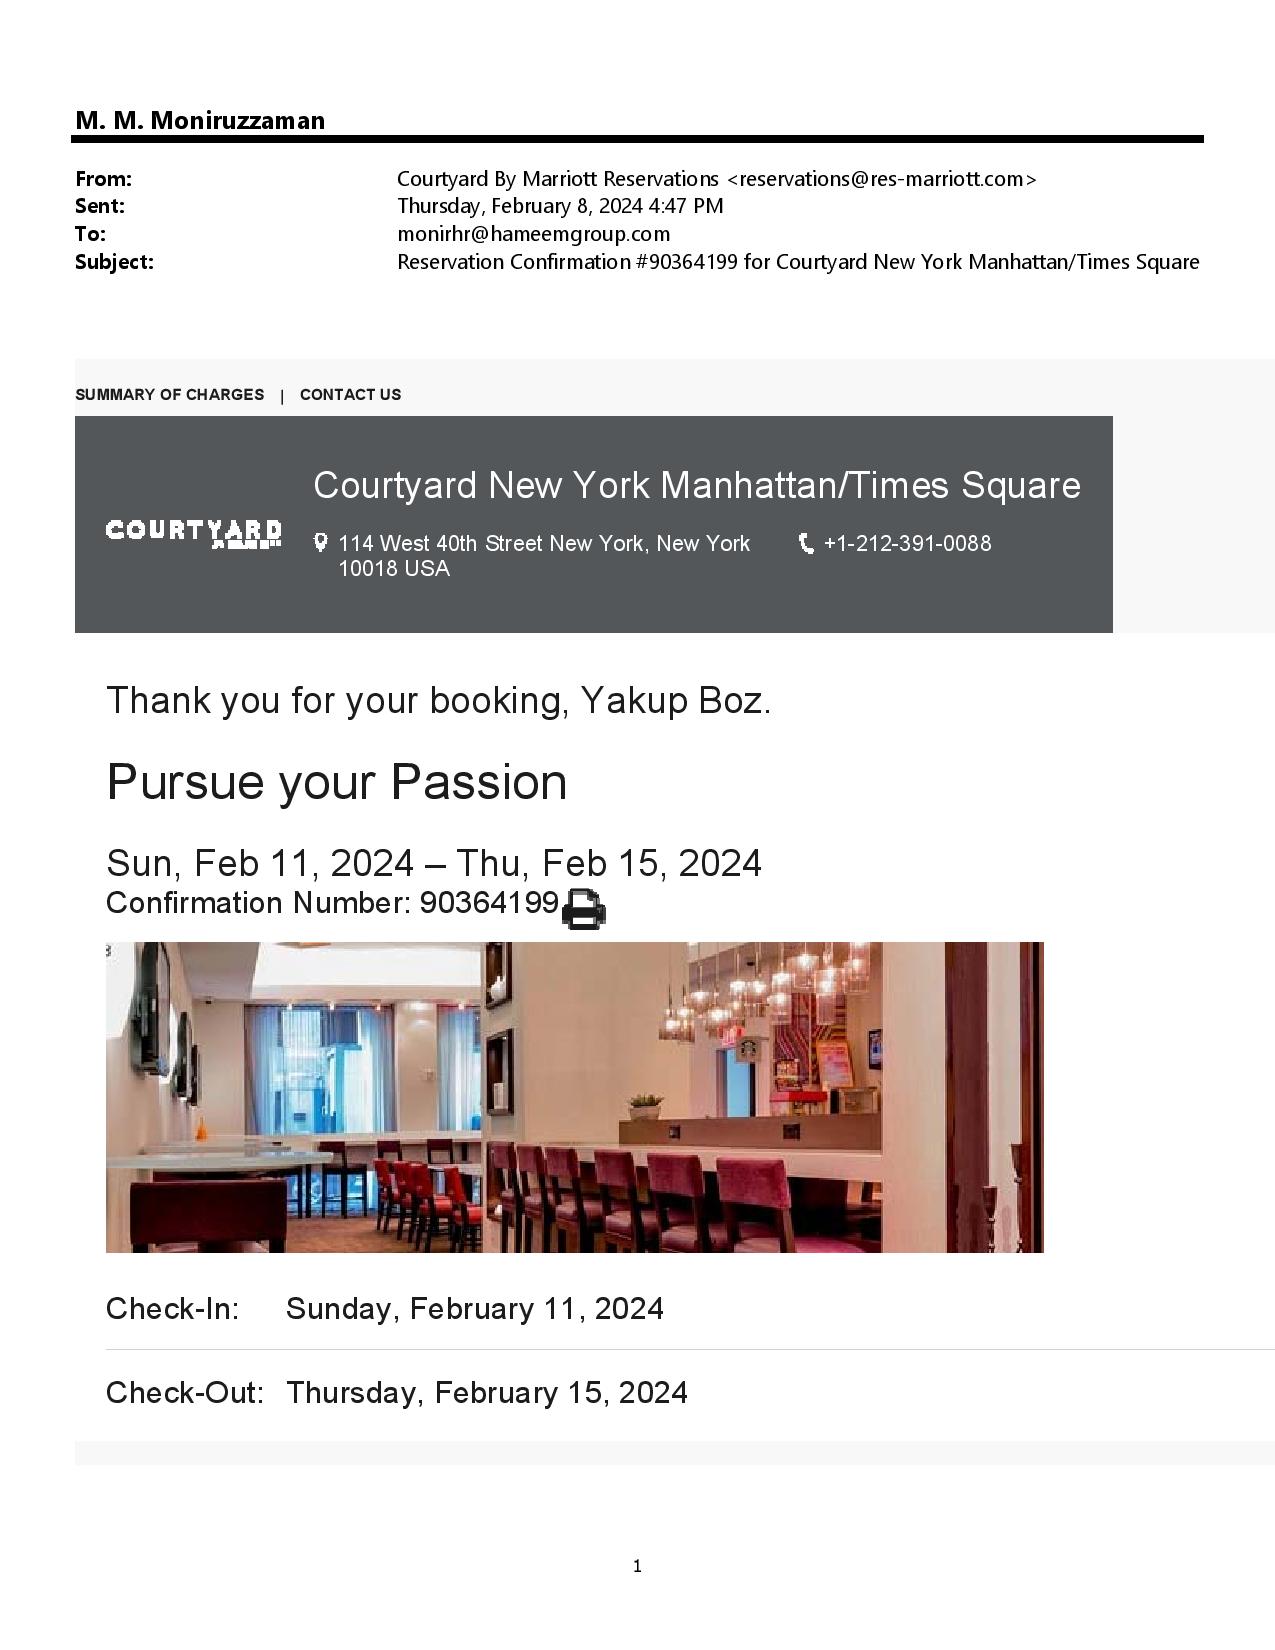 M. M. Moniruzzaman
From: Courtyard By Marriott Reservations <reservations@res-marriott.com>
Sent: Thursday, February 8, 2024 4:47 PM
To: monirhr@hameemgroup.com
Subject: Reservation Confirmation #90364199 for Courtyard New York Manhattan/Times Square
SUMMARY OF CHARGES | CONTACT US
Courtyard New York Manhattan/Times Square
COURTYARD
114 West 40th Street New York, New York
10018 USA
+1-212-391-0088
Thank you for your booking, Yakup Boz.
Pursue your Passion
Sun, Feb 11, 2024 – Thu, Feb 15, 2024
Confirmation Number: 90364199
Check-In: Sunday, February 11, 2024
Check-Out: Thursday, February 15, 2024
1